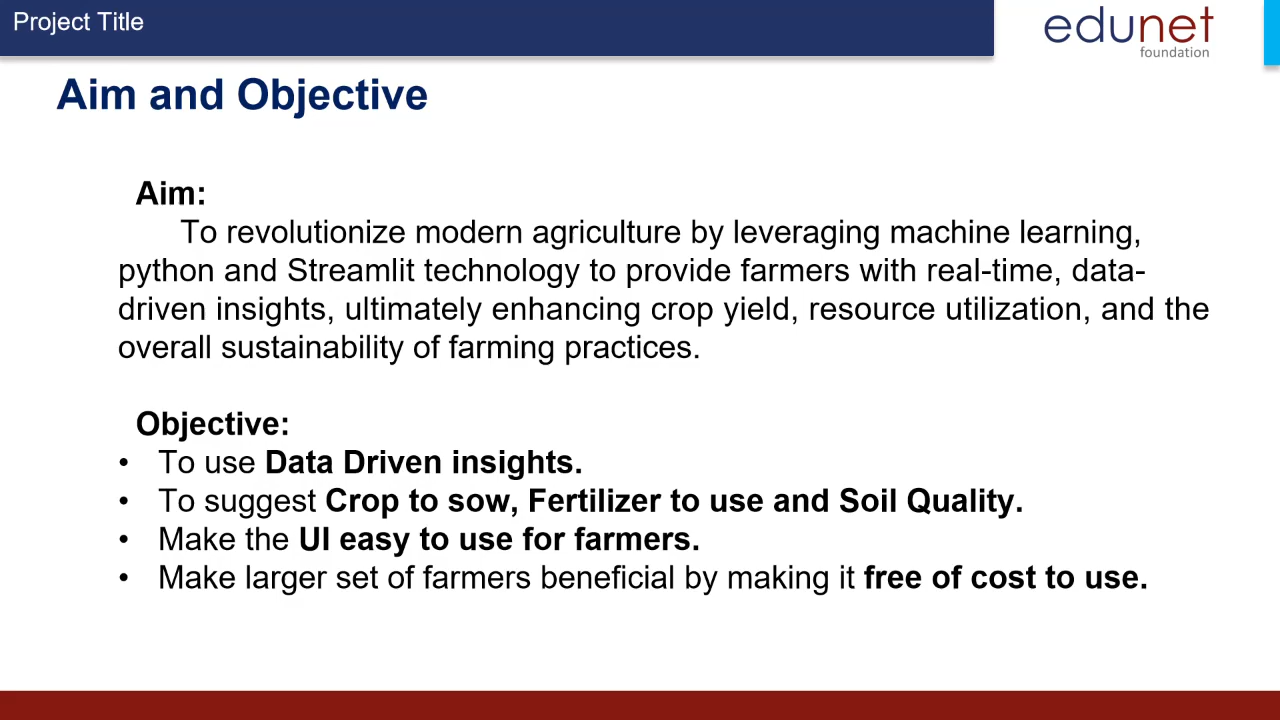 Project Title
edunet
foundation
Aim and Objective
Aim:
To revolutionize modern agriculture by leveraging machine learning,
python and Streamlit technology to provide farmers with real-time, data-
driven insights, ultimately enhancing crop yield, resource utilization, and the
overall sustainability of farming practices.
Objective:
• To use Data Driven insights.
• To suggest Crop to sow, Fertilizer to use and Soil Quality.
• Make the UI easy to use for farmers.
• Make larger set of farmers beneficial by making it free of cost to use.